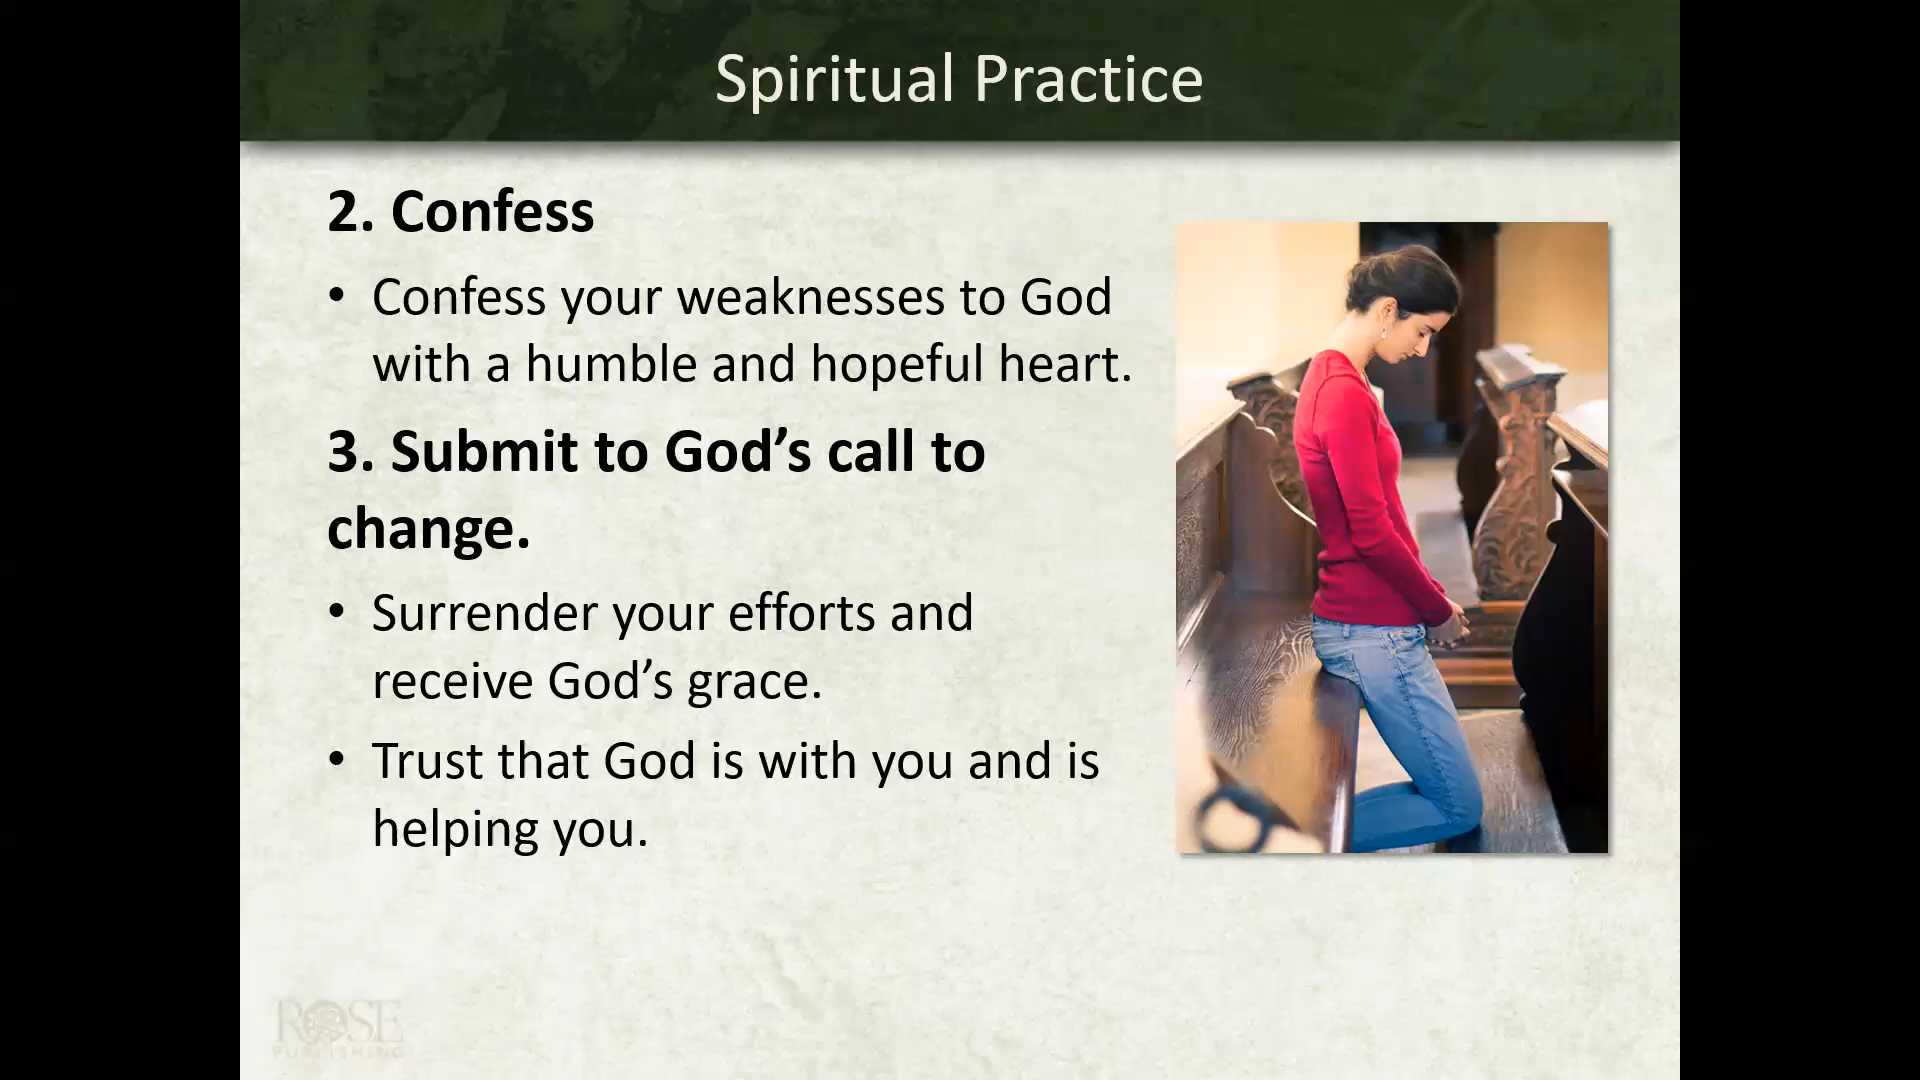 Spiritual Practice
2. Confess
• Confess your weaknesses to God
with a humble and hopeful heart.
3. Submit to God’s call to
change.
• Surrender your efforts and
receive God’s grace.
• Trust that God is with you and is
helping you.
ROSE
PUBLISHING